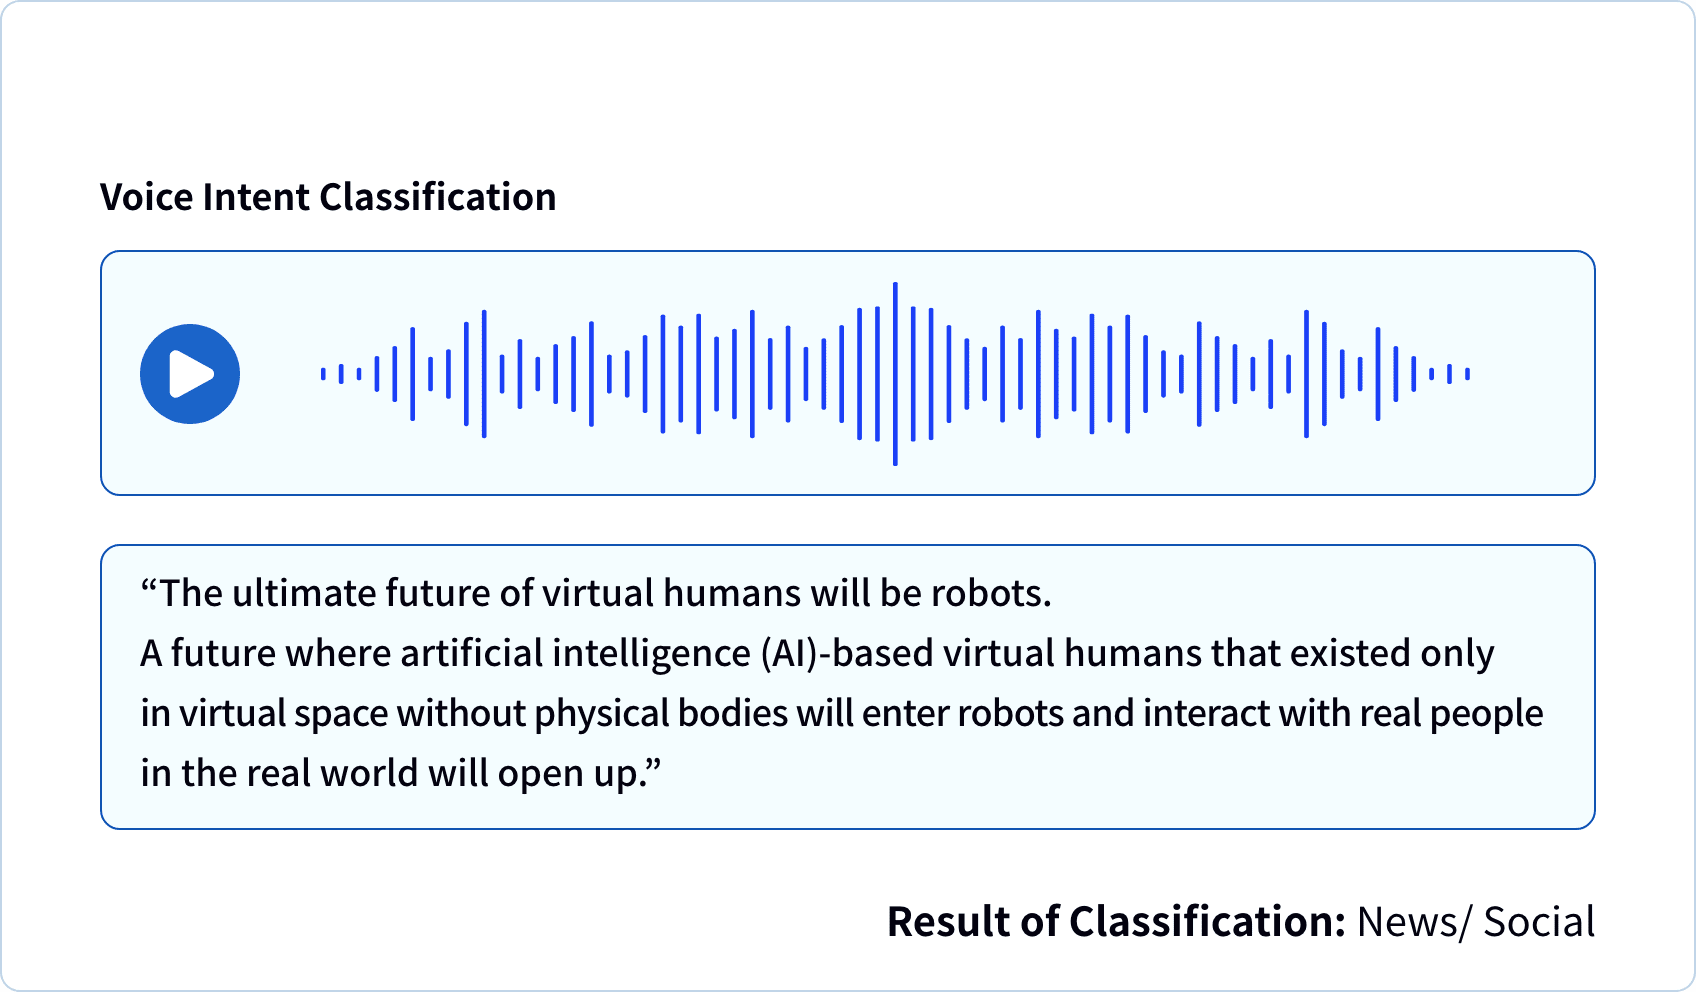 Voice Intent Classification
“The ultimate future of virtual humans will be robots.
A future where artificial intelligence (AI)-based virtual humans that existed only
in virtual space without physical bodies will enter robots and interact with real people
in the real world will open up.”
Result of Classification: News/ Social